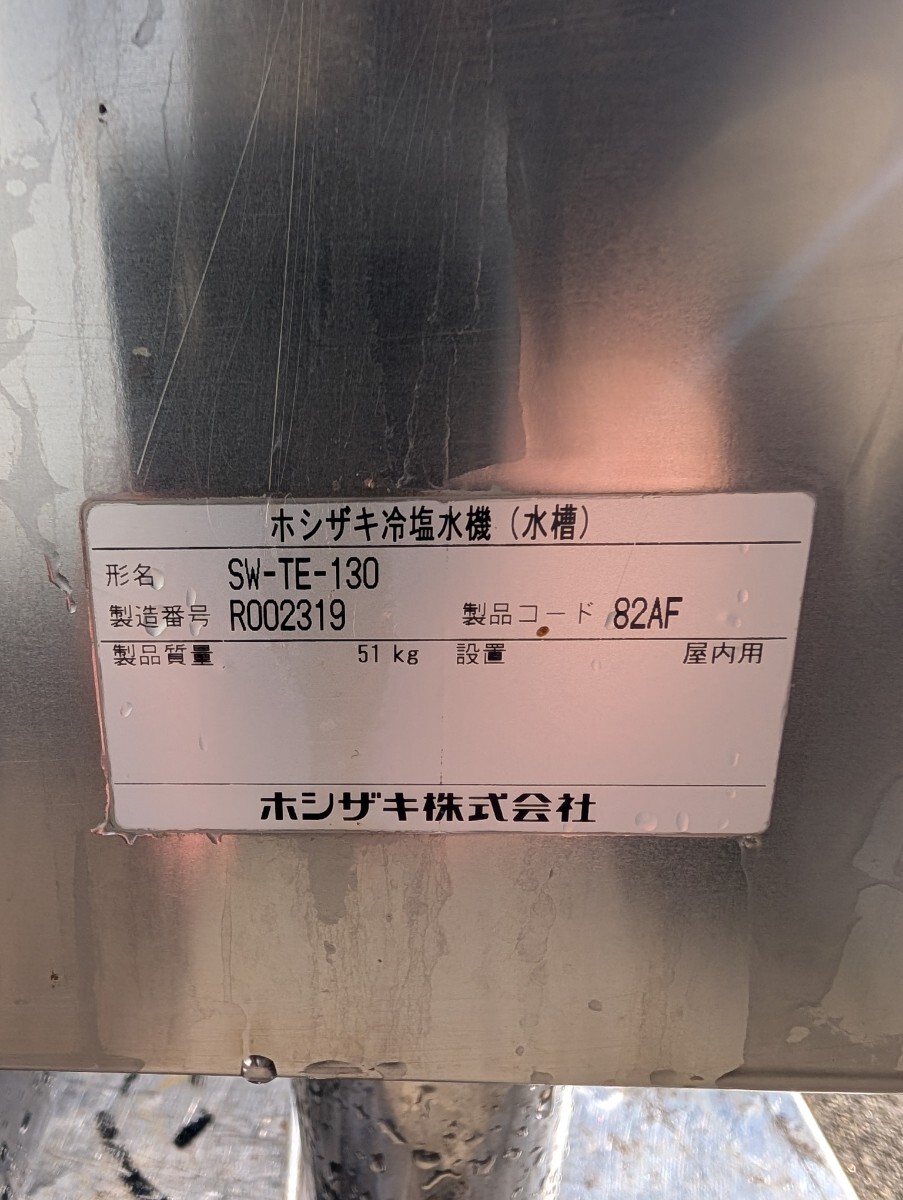 ホシザキ冷塩水機（水槽）
形名 SW-TE-130
製造番号 R002319 製品コード 82AF
製品質量 51 kg 設置 屋内用
ホシザキ株式会社